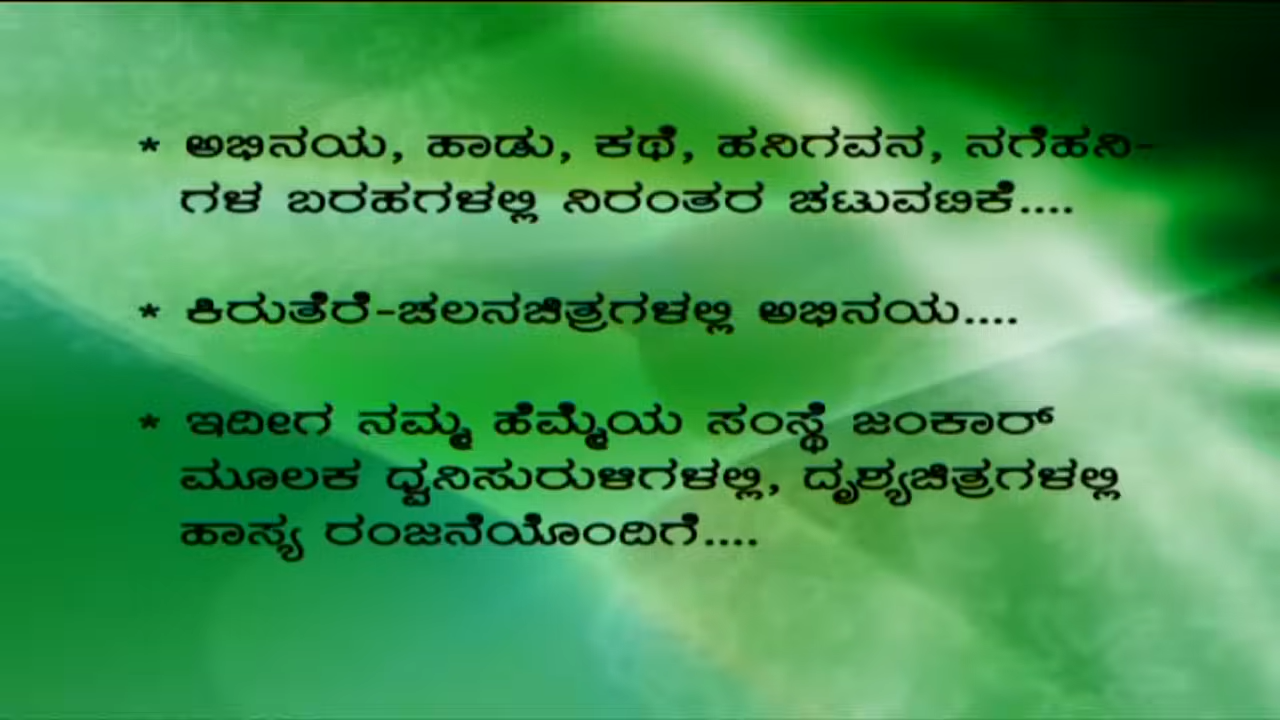 * ಅಭಿನಯ, ಹಾಡು, ಕಥೆ, ಹನಿಗವನ, ನಗೆಹನಿ-
ಗಳ ಬರಹಗಳಲ್ಲಿ ನಿರಂತರ ಚಟುವಟಿಕೆ....
* ಕಿರುತೆರೆ-ಚಲನಚಿತ್ರಗಳಲ್ಲಿ ಅಭಿನಯ....
* ಇದೀಗ ನಮ್ಮ ಹೆಮ್ಮೆಯ ಸಂಸ್ಥೆ ಜಂಕಾರ್
ಮೂಲಕ ಧ್ವನಿಸುರುಳಿಗಳಲ್ಲಿ, ದೃಶ್ಯಚಿತ್ರಗಳಲ್ಲಿ
ಹಾಸ್ಯ ರಂಜನೆಯೊಂದಿಗೆ....